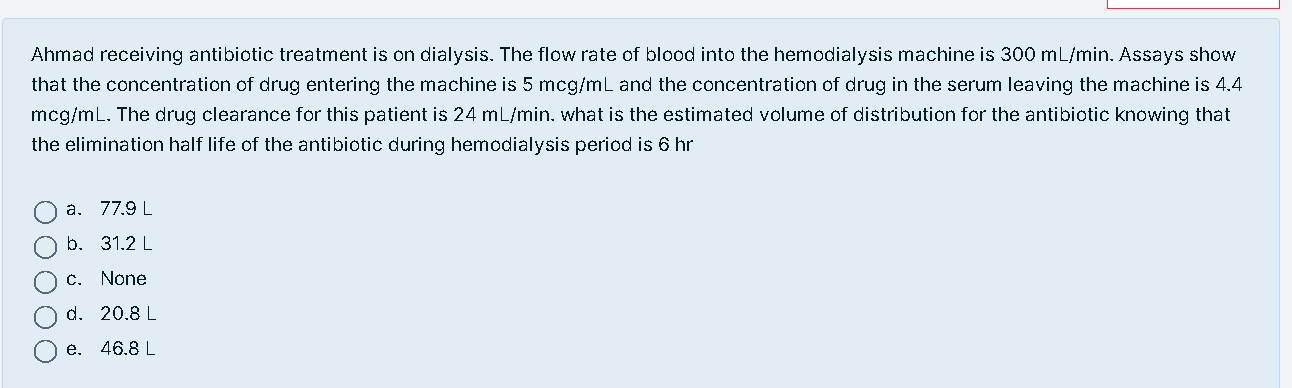 Ahmad receiving antibiotic treatment is on dialysis. The flow rate of blood into the hemodialysis machine is 300 mL/min. Assays show
that the concentration of drug entering the machine is 5 mcg/mL and the concentration of drug in the serum leaving the machine is 4.4
mcg/mL. The drug clearance for this patient is 24 mL/min. what is the estimated volume of distribution for the antibiotic knowing that
the elimination half life of the antibiotic during hemodialysis period is 6 hr
a. 77.9 L
b. 31.2 L
c. None
d. 20.8 L
e. 46.8 L